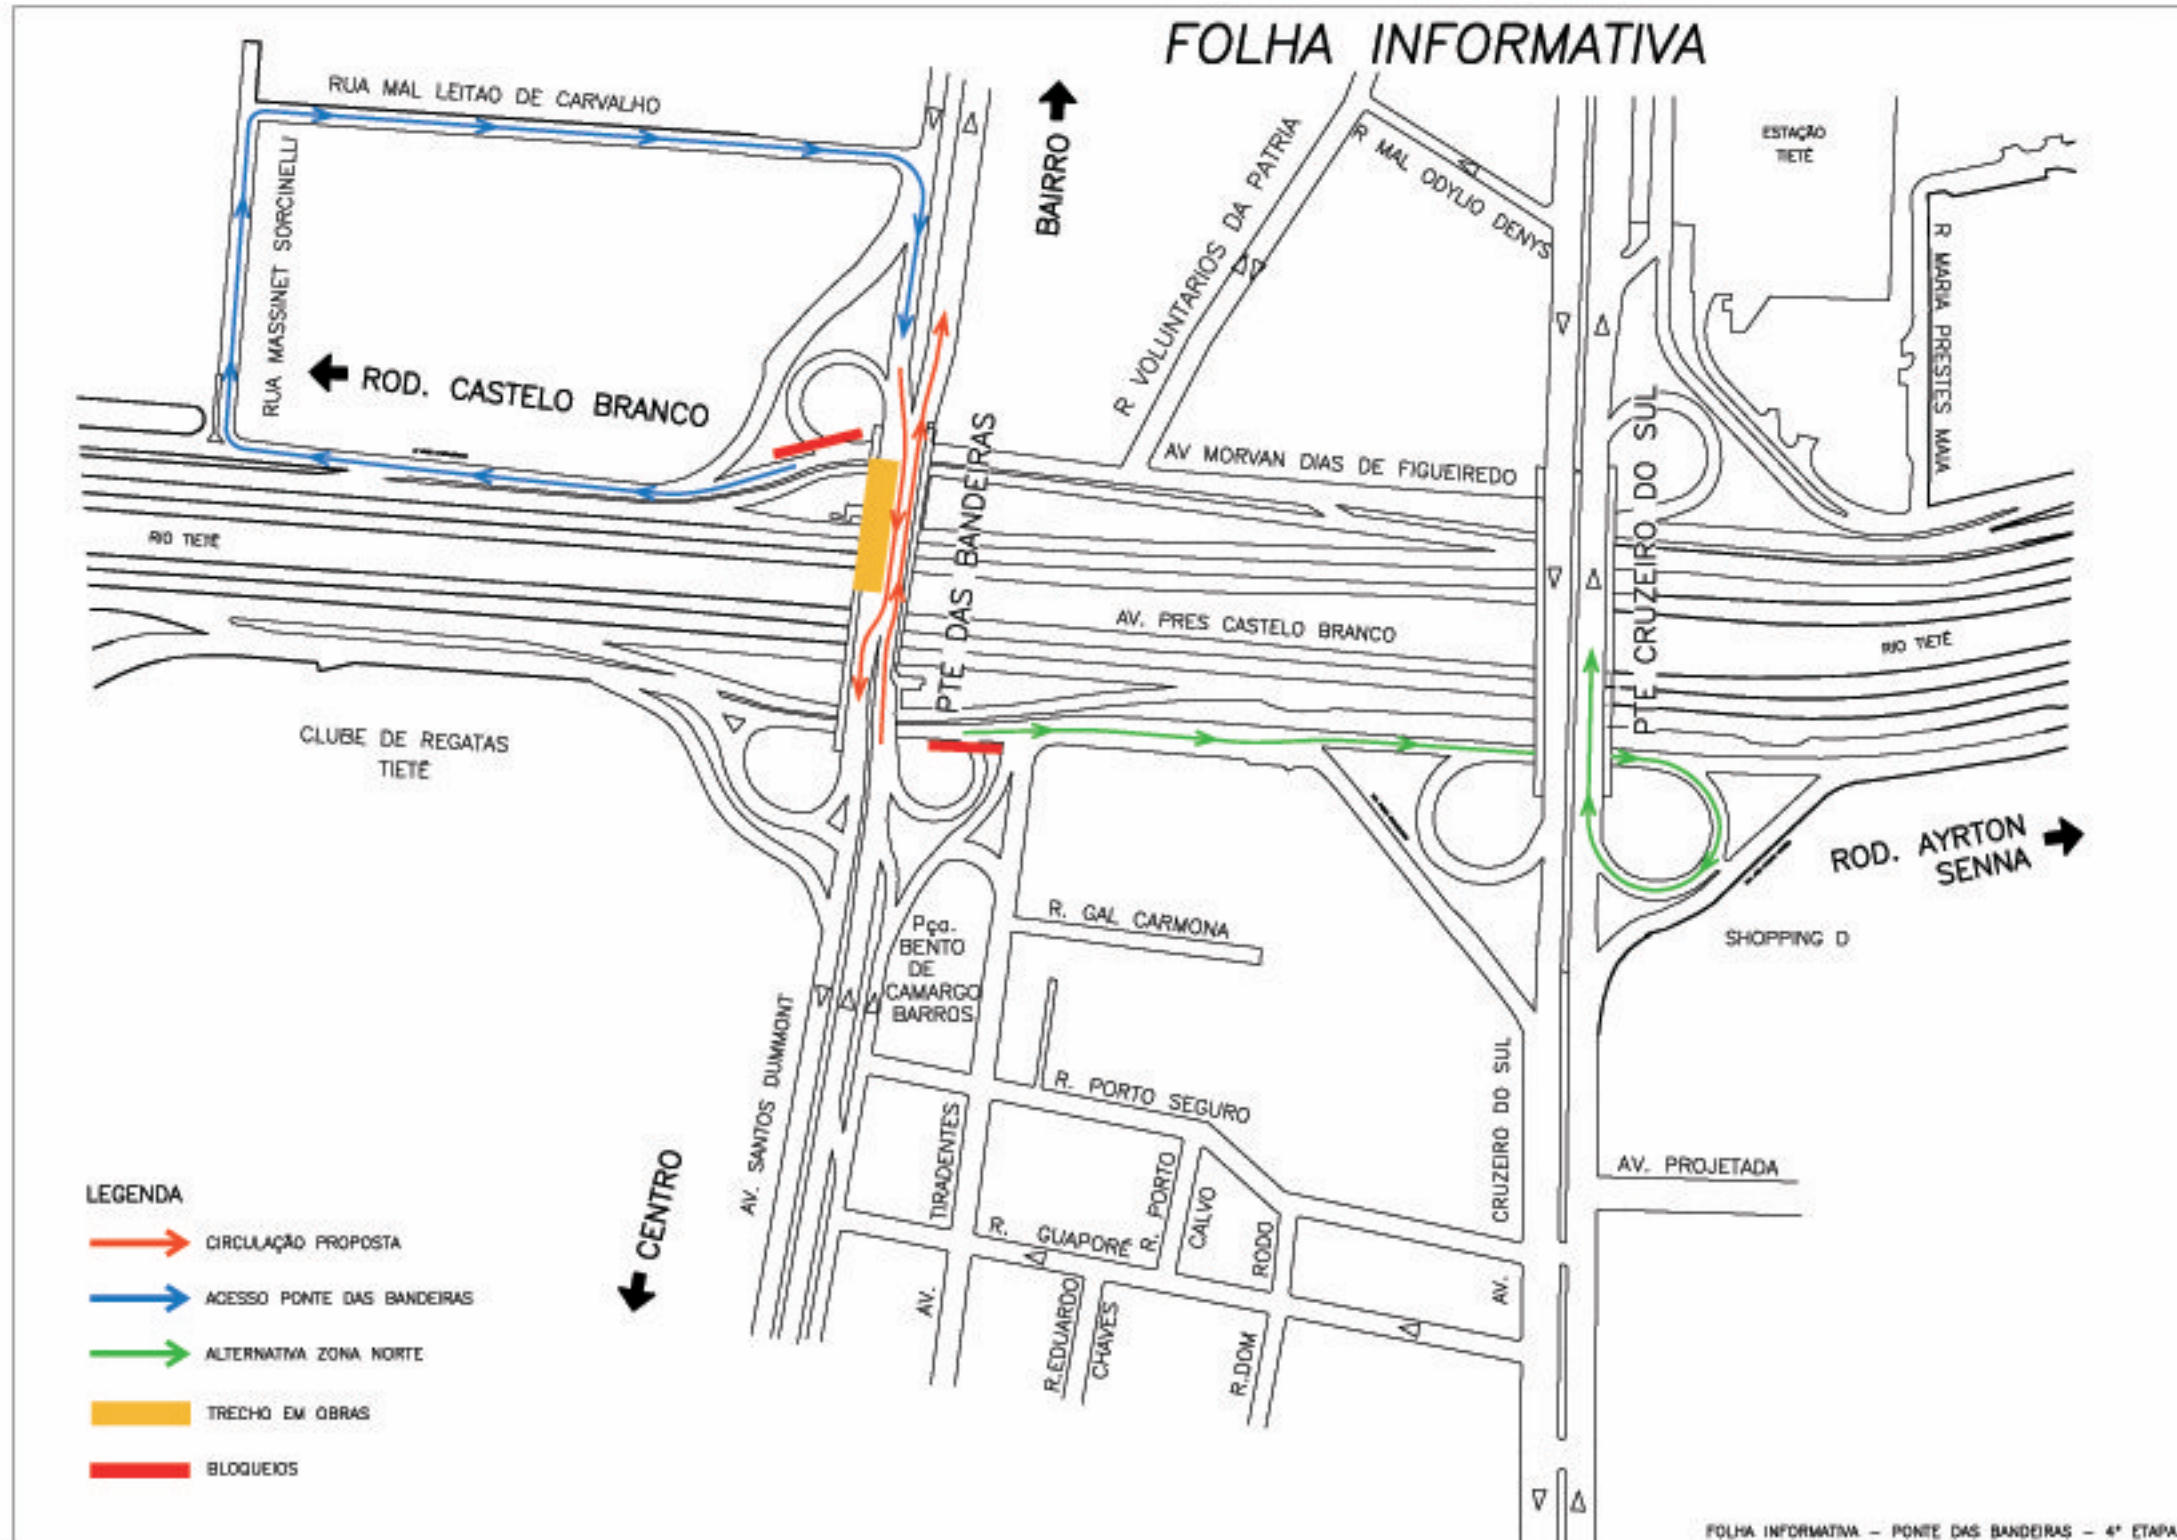 FOLHA INFORMATIVA
RUA MAL LEITAO DE CARVALHO
RUA MASSINET SORCINELLI
BAIRRO
R VOLUNTARIOS DA PATRIA
R MAL ODYLIO DENYS
ESTAÇÃO
TIETÊ
R MARIA PRESTES MAIA
ROD. CASTELO BRANCO
AV MORVAN DIAS DE FIGUEIREDO
PTE DAS BANDEIRAS
PTE CRUZEIRO DO SUL
RIO TIETÊ
AV. PRES CASTELO BRANCO
RIO TIETÊ
CLUBE DE REGATAS
TIETÊ
ROD. AYRTON
SENNA
SHOPPING D
R. GAL CARMONA
Pça.
BENTO
DE
CAMARGO
BARROS
AV. SANTOS DUMMONT
R. PORTO SEGURO
AV. TIRADENTES
AV. CRUZEIRO DO SUL
AV. PROJETADA
CENTRO
R. GUAPORÉ
R. PORTO
CALVO
R.DOM RODO
R.EDUARDO
CHAVES
LEGENDA
CIRCULAÇÃO PROPOSTA
ACESSO PONTE DAS BANDEIRAS
ALTERNATIVA ZONA NORTE
TRECHO EM OBRAS
BLOQUEIOS
FOLHA INFORMATIVA - PONTE DAS BANDEIRAS - 4ª ETAPA